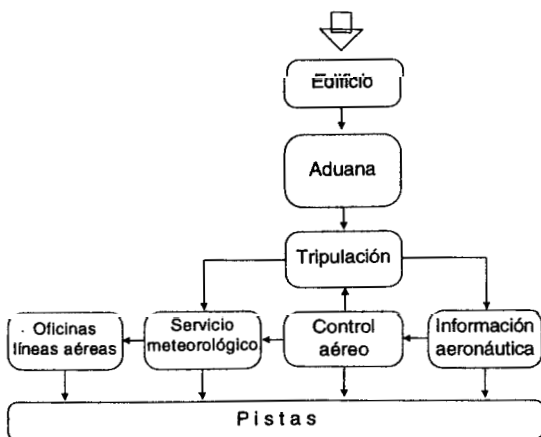 Edificio
Aduana
Tripulación
Oficinas
líneas aéreas
Servicio
meteorológico
Control
aéreo
Información
aeronáutica
Pistas